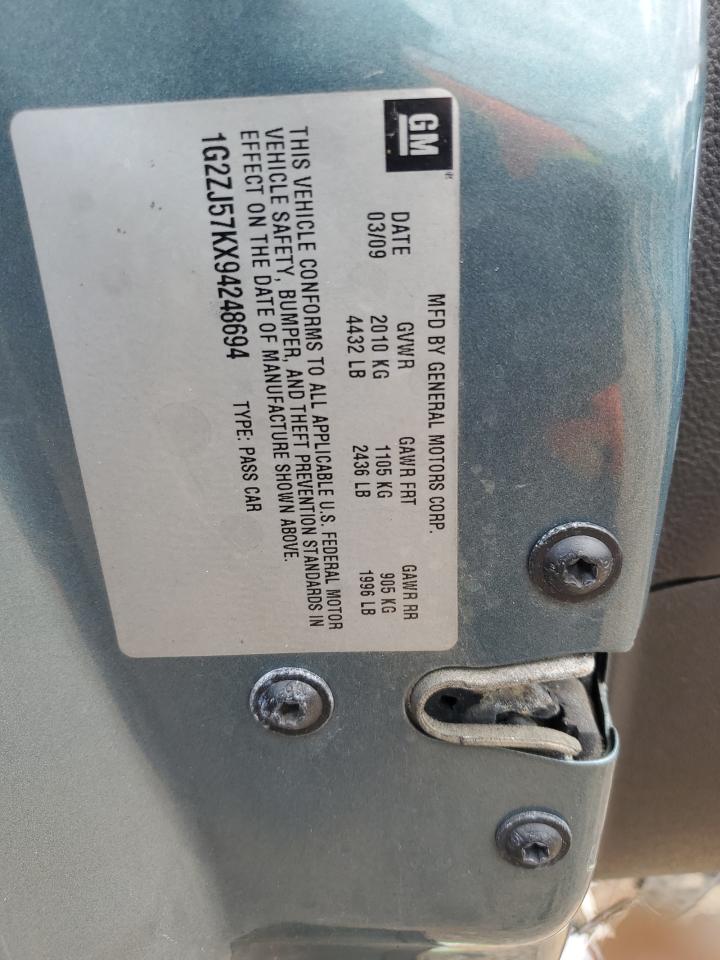 GM
MFD BY GENERAL MOTORS CORP.
DATE GVWR GAWR FRT GAWR RR
03/09 2010 KG 1105 KG 905 KG
4432 LB 2436 LB 1996 LB
THIS VEHICLE CONFORMS TO ALL APPLICABLE U.S. FEDERAL MOTOR
VEHICLE SAFETY, BUMPER, AND THEFT PREVENTION STANDARDS IN
EFFECT ON THE DATE OF MANUFACTURE SHOWN ABOVE.
1G2ZJ57KX94248694 TYPE: PASS CAR